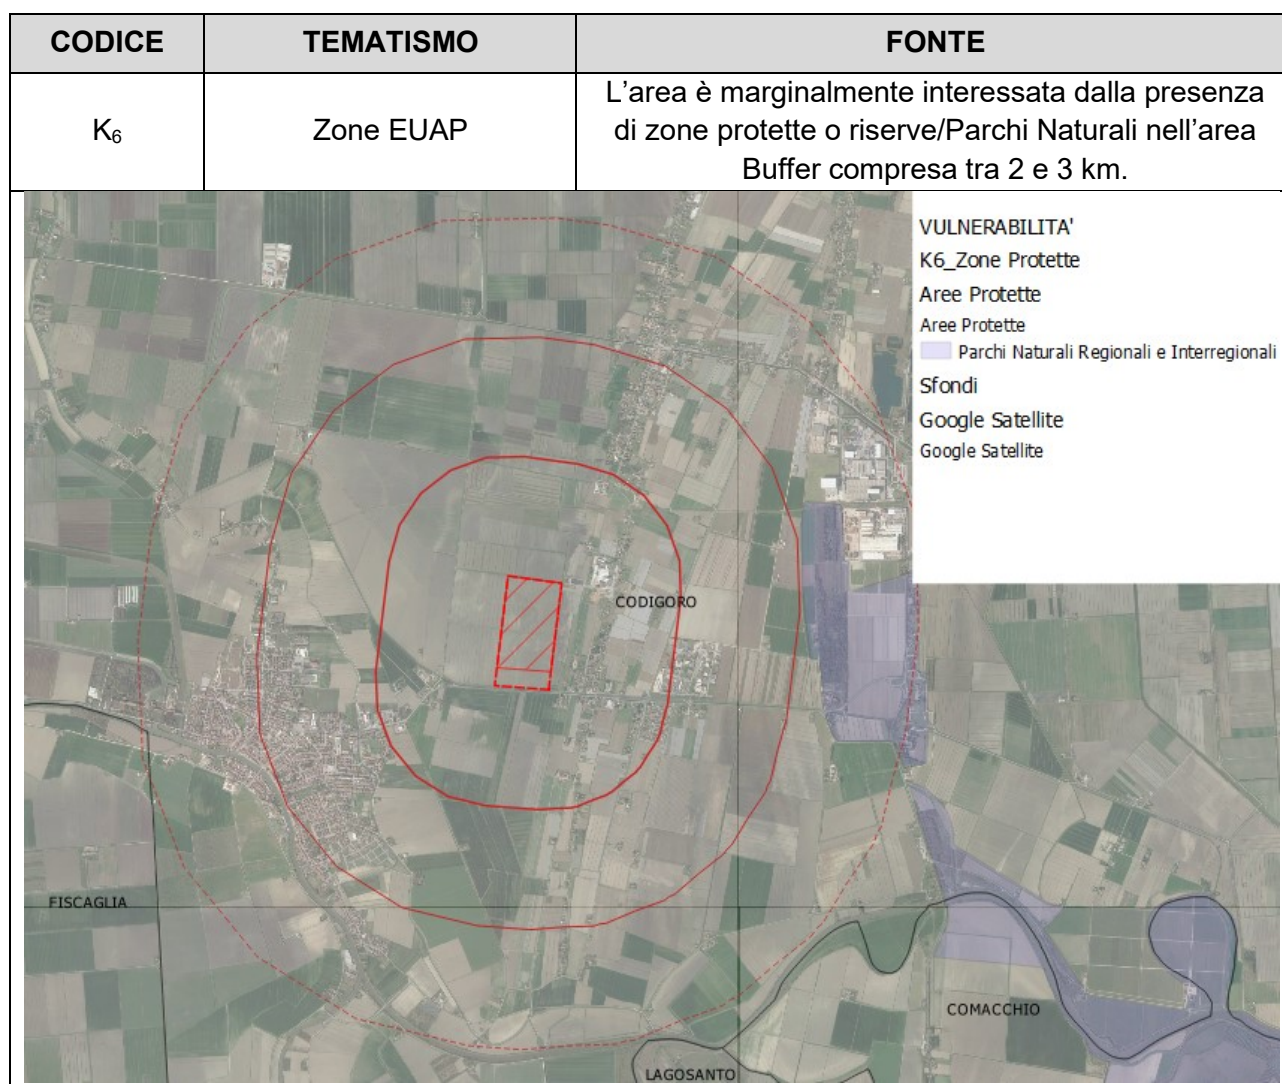 CODICE TEMATISMO FONTE
K₆ Zone EUAP
L’area è marginalmente interessata dalla presenza
di zone protette o riserve/Parchi Naturali nell’area
Buffer compresa tra 2 e 3 km.
VULNERABILITA'
K6_Zone Protette
Aree Protette
Aree Protette
Parchi Naturali Regionali e Interregionali
Sfondi
Google Satellite
Google Satellite
CODIGORO
FISCAGLIA
COMACCHIO
LAGOSANTO